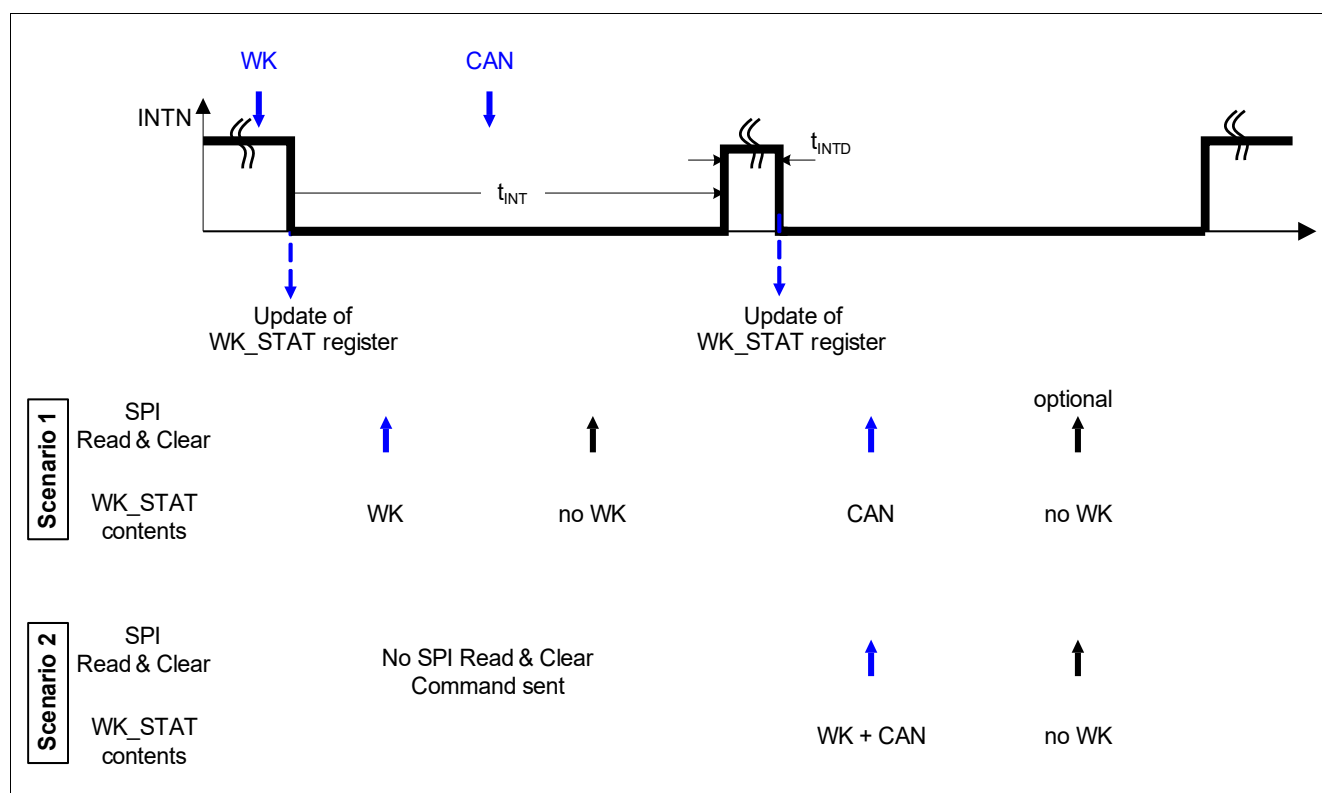 WK CAN
INTN
tINTD
tINT
Update of
WK_STAT register
Update of
WK_STAT register
Scenario 1
SPI
Read & Clear
optional
WK_STAT
contents
WK no WK CAN no WK
Scenario 2
SPI
Read & Clear
No SPI Read & Clear
Command sent
WK_STAT
contents
WK + CAN no WK